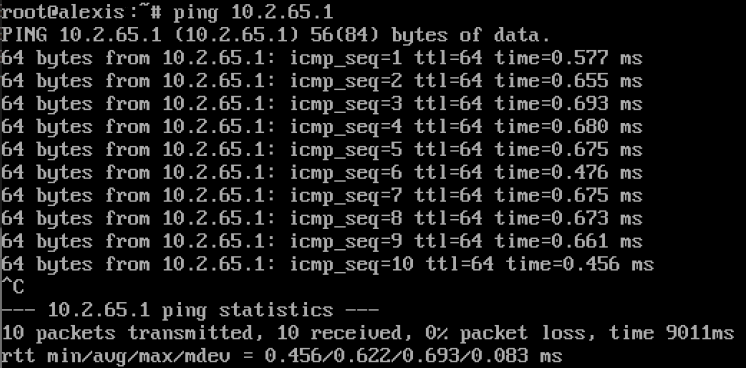 root@alexis:~# ping 10.2.65.1
PING 10.2.65.1 (10.2.65.1) 56(84) bytes of data.
64 bytes from 10.2.65.1: icmp_seq=1 ttl=64 time=0.577 ms
64 bytes from 10.2.65.1: icmp_seq=2 ttl=64 time=0.655 ms
64 bytes from 10.2.65.1: icmp_seq=3 ttl=64 time=0.693 ms
64 bytes from 10.2.65.1: icmp_seq=4 ttl=64 time=0.680 ms
64 bytes from 10.2.65.1: icmp_seq=5 ttl=64 time=0.675 ms
64 bytes from 10.2.65.1: icmp_seq=6 ttl=64 time=0.476 ms
64 bytes from 10.2.65.1: icmp_seq=7 ttl=64 time=0.675 ms
64 bytes from 10.2.65.1: icmp_seq=8 ttl=64 time=0.673 ms
64 bytes from 10.2.65.1: icmp_seq=9 ttl=64 time=0.661 ms
64 bytes from 10.2.65.1: icmp_seq=10 ttl=64 time=0.456 ms
^C
--- 10.2.65.1 ping statistics ---
10 packets transmitted, 10 received, 0% packet loss, time 9011ms
rtt min/avg/max/mdev = 0.456/0.622/0.693/0.083 ms